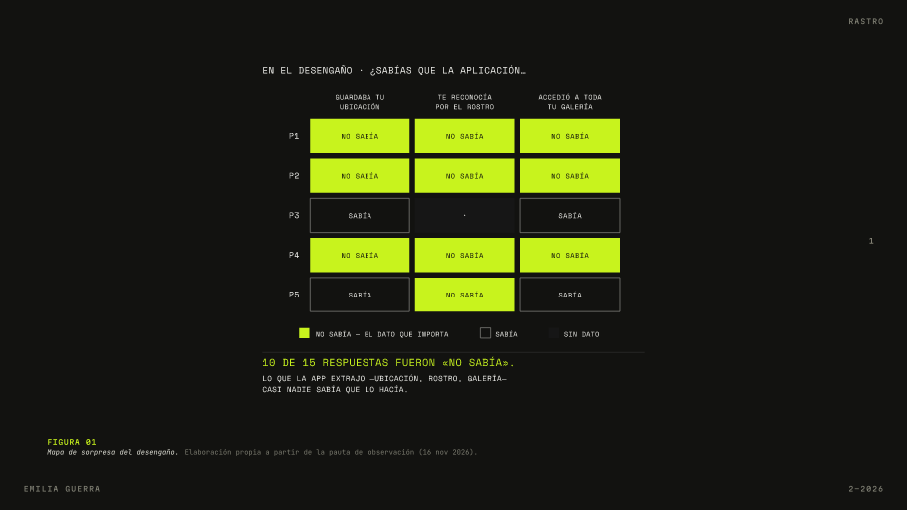 RASTRO
EN EL DESENGAÑO · ¿SABÍAS QUE LA APLICACIÓN…
GUARDABA TU UBICACIÓN
TE RECONOCÍA POR EL ROSTRO
ACCEDIÓ A TODA TU GALERÍA
P1 NO SABÍA NO SABÍA NO SABÍA
P2 NO SABÍA NO SABÍA NO SABÍA
P3 SABÍA · SABÍA
P4 NO SABÍA NO SABÍA NO SABÍA
P5 SABÍA NO SABÍA SABÍA
NO SABÍA — EL DATO QUE IMPORTA SABÍA SIN DATO
10 DE 15 RESPUESTAS FUERON «NO SABÍA».
LO QUE LA APP EXTRAJO —UBICACIÓN, ROSTRO, GALERÍA—
CASI NADIE SABÍA QUE LO HACÍA.
1
FIGURA 01
Mapa de sorpresa del desengaño. Elaboración propia a partir de la pauta de observación (16 nov 2026).
EMILIA GUERRA
2—2026